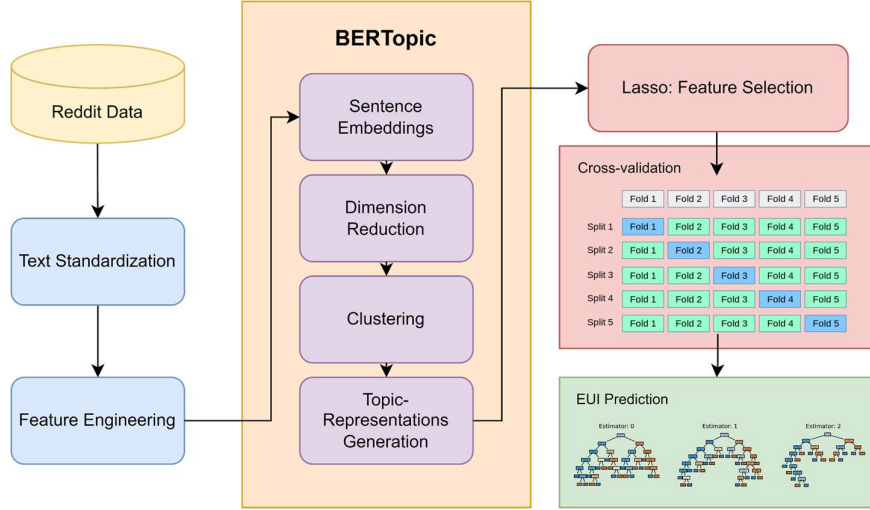 Reddit Data
Text Standardization
Feature Engineering
BERTopic
Sentence
Embeddings
Dimension
Reduction
Clustering
Topic-
Representations
Generation
Lasso: Feature Selection
Cross-validation
Fold 1 Fold 2 Fold 3 Fold 4 Fold 5
Split 1 Fold 1 Fold 2 Fold 3 Fold 4 Fold 5
Split 2 Fold 1 Fold 2 Fold 3 Fold 4 Fold 5
Split 3 Fold 1 Fold 2 Fold 3 Fold 4 Fold 5
Split 4 Fold 1 Fold 2 Fold 3 Fold 4 Fold 5
Split 5 Fold 1 Fold 2 Fold 3 Fold 4 Fold 5
EUI Prediction
Estimator: 0 Estimator: 1 Estimator: 2